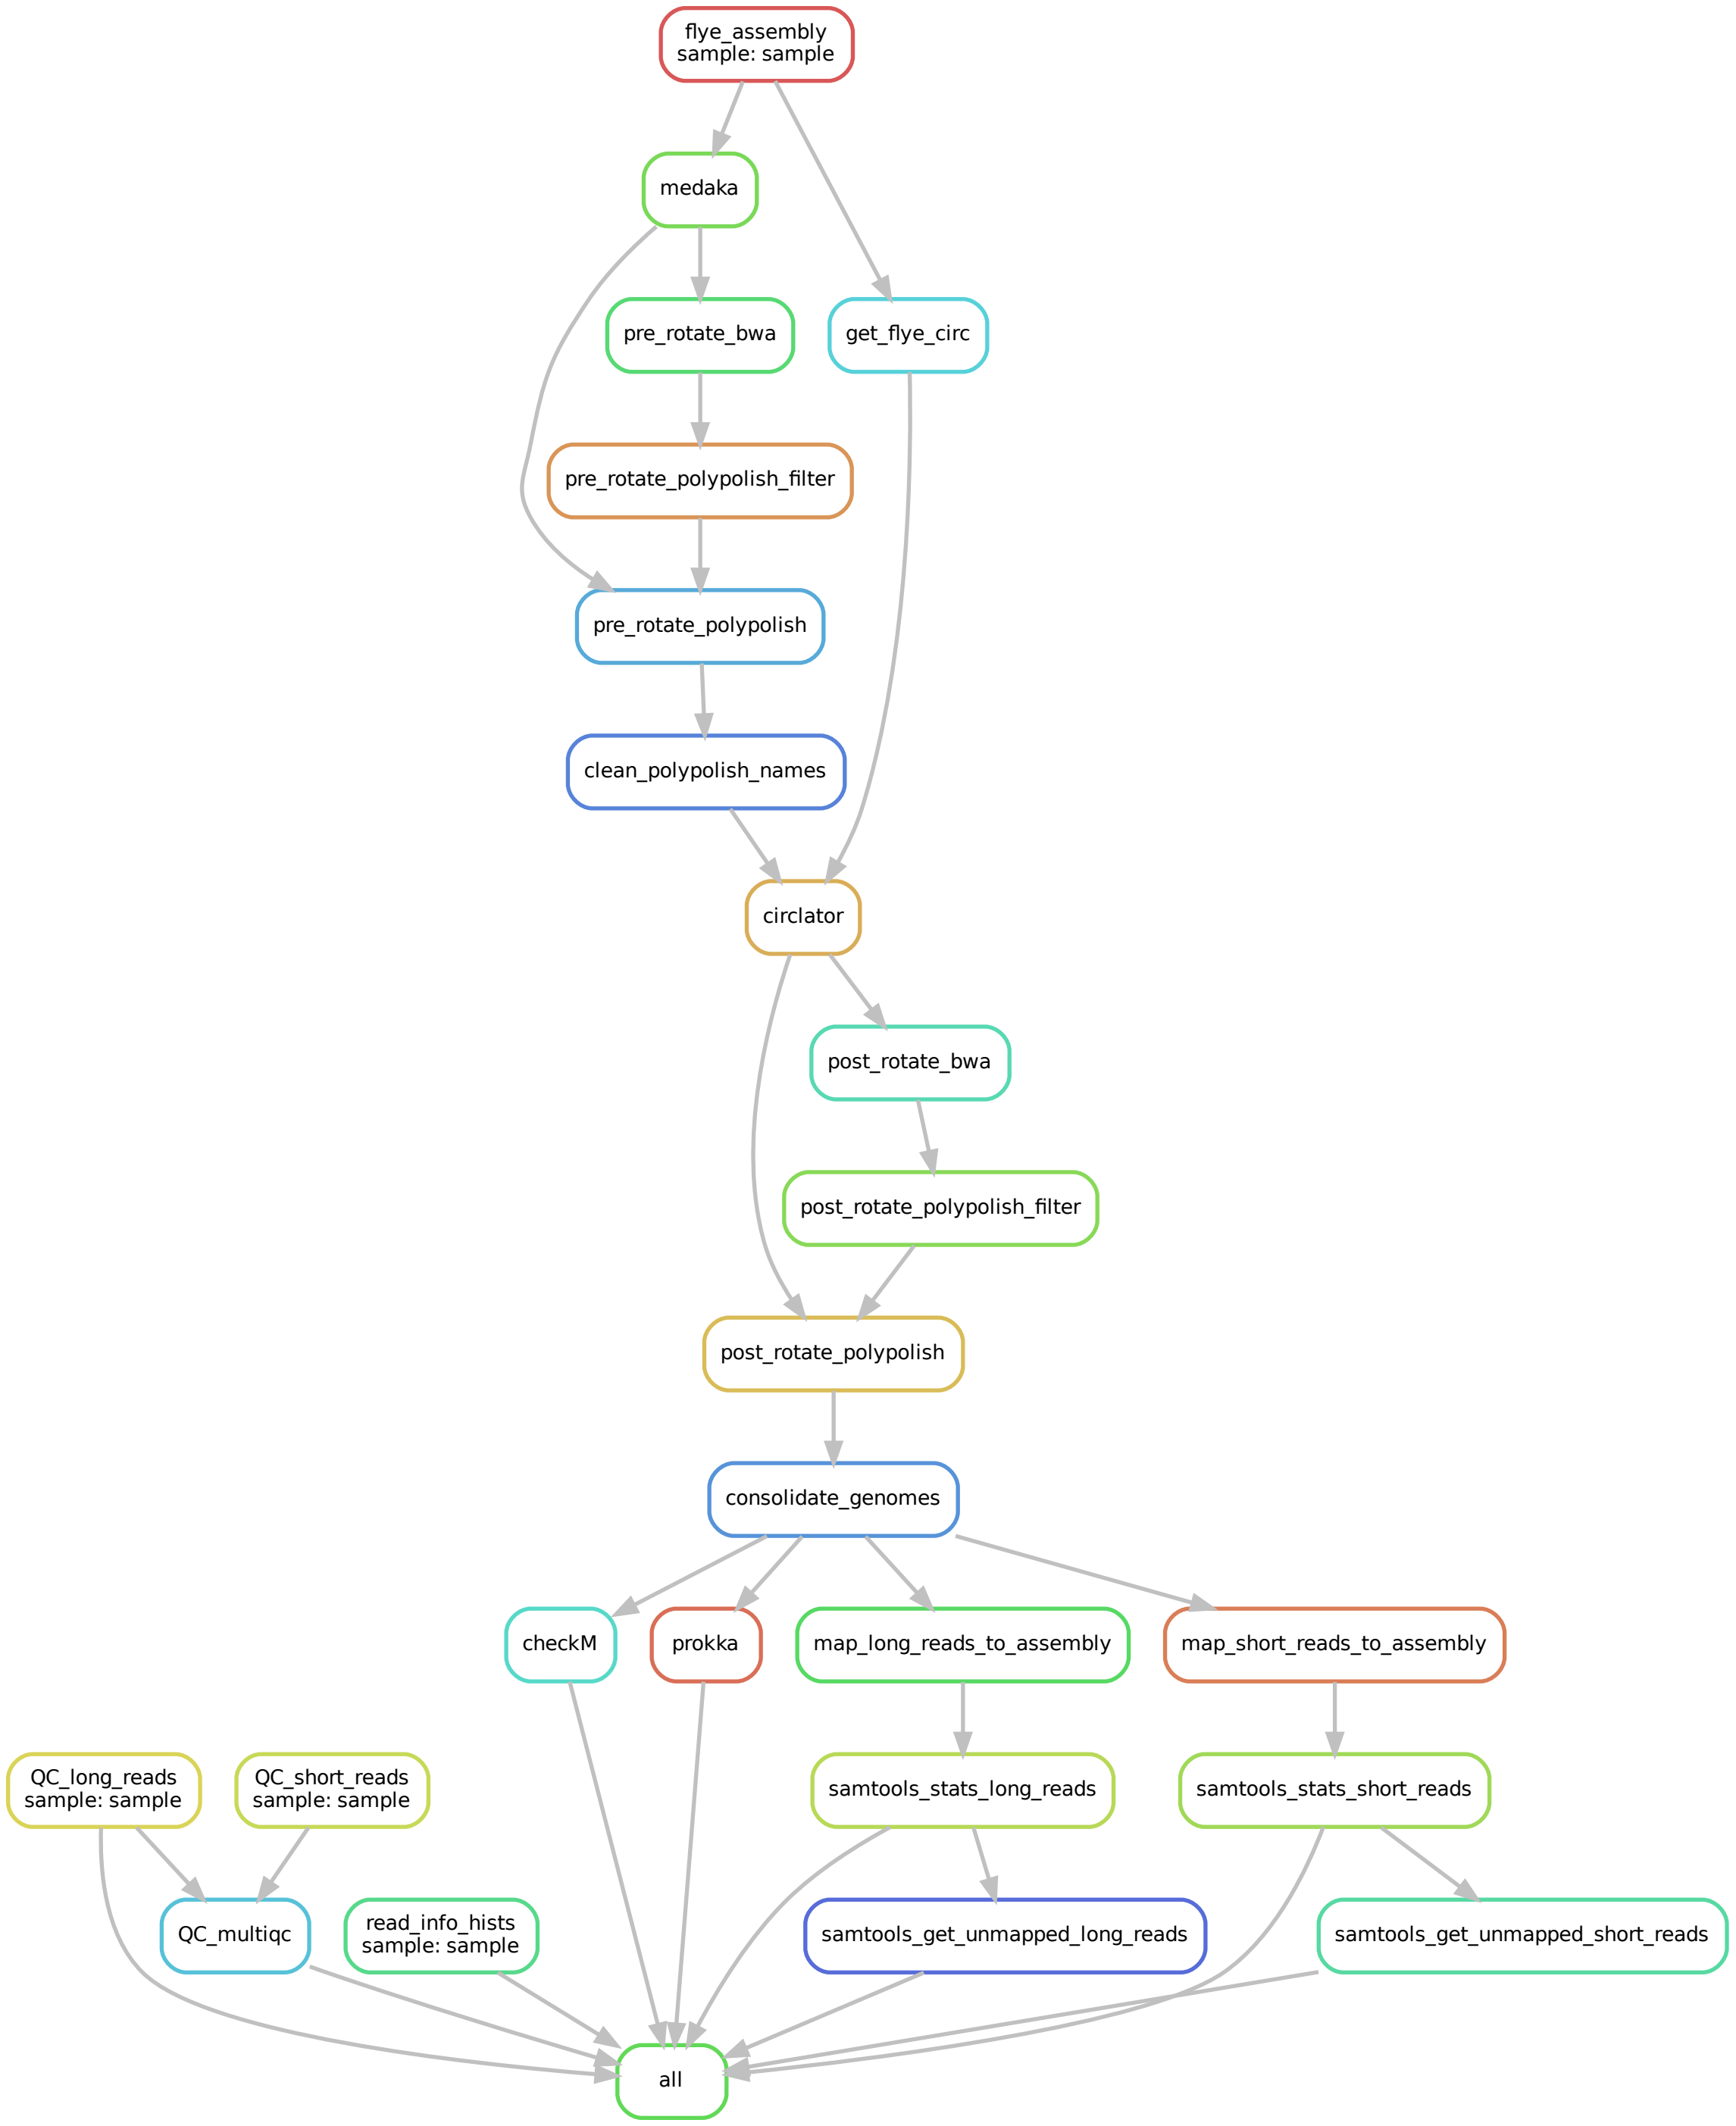 flye_assembly
sample: sample
medaka
pre_rotate_bwa
get_flye_circ
pre_rotate_polypolish_filter
pre_rotate_polypolish
clean_polypolish_names
circlator
post_rotate_bwa
post_rotate_polypolish_filter
post_rotate_polypolish
consolidate_genomes
checkM
prokka
map_long_reads_to_assembly
map_short_reads_to_assembly
QC_long_reads
sample: sample
QC_short_reads
sample: sample
samtools_stats_long_reads
samtools_stats_short_reads
QC_multiqc
read_info_hists
sample: sample
samtools_get_unmapped_long_reads
samtools_get_unmapped_short_reads
all